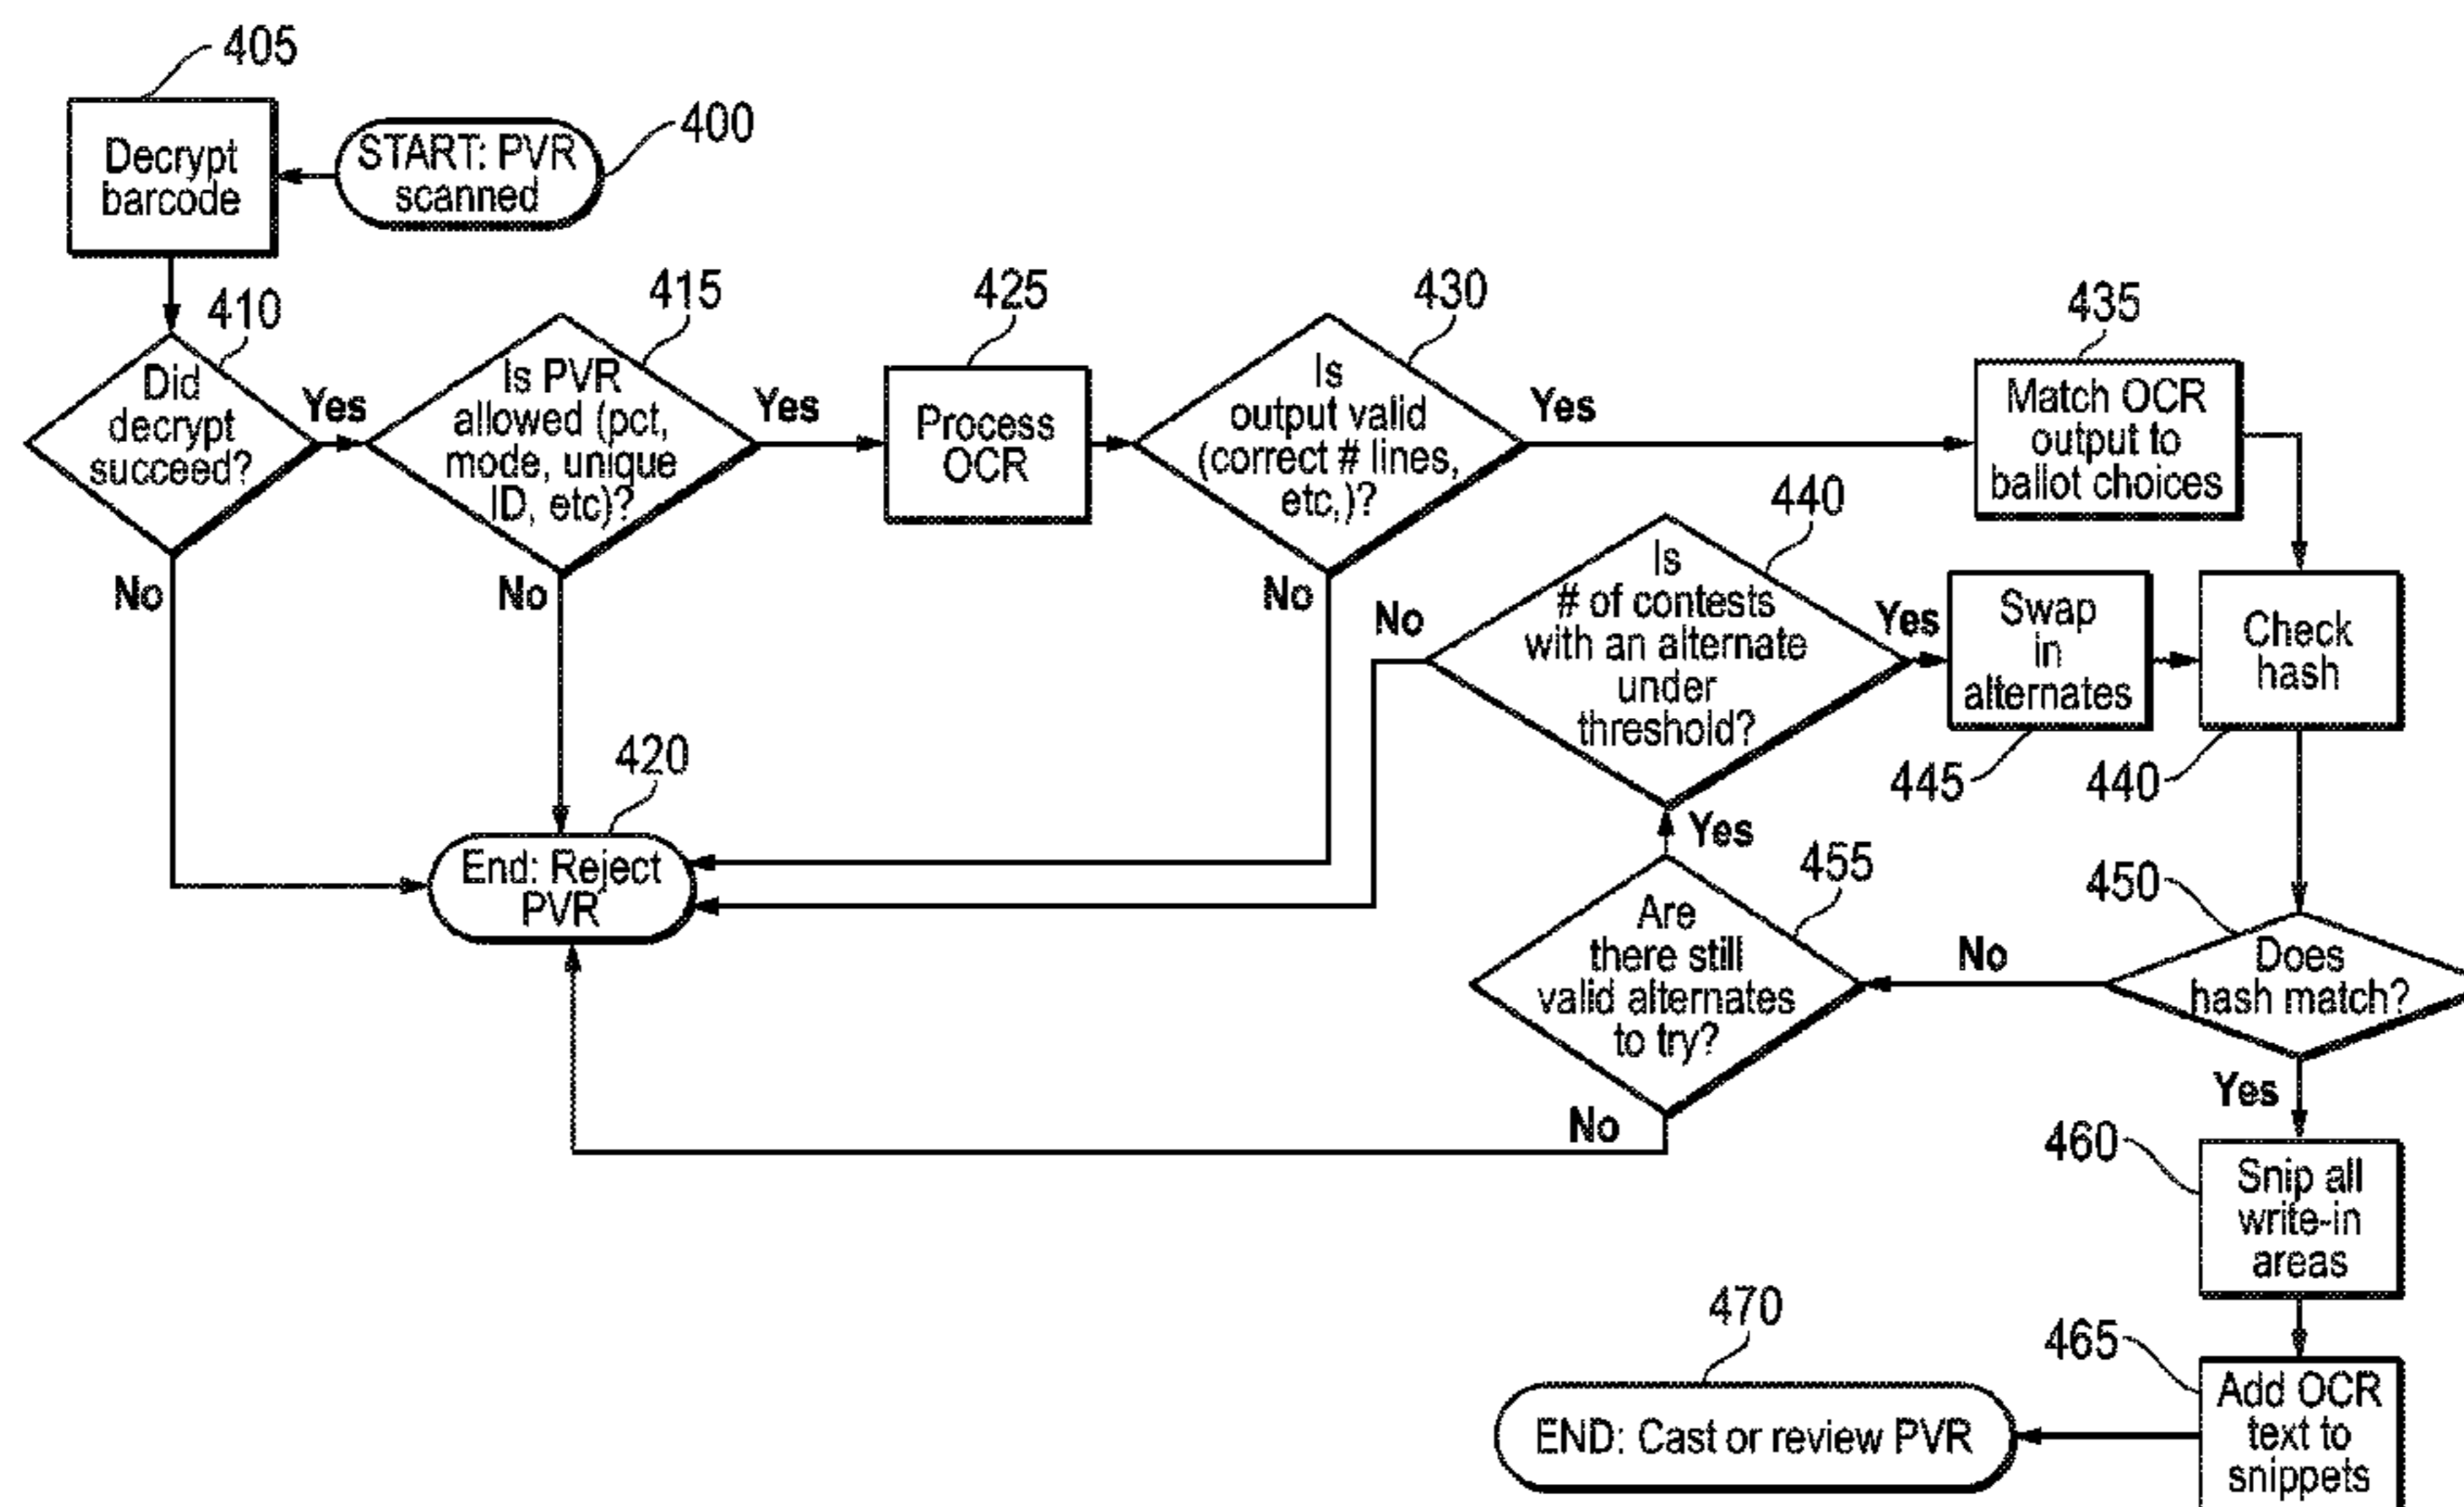 405
Decrypt
barcode
START: PVR
scanned
400
410
Did
decrypt
succeed?
Yes
No
415
Is PVR
allowed (pct,
mode, unique
ID, etc)?
Yes
No
425
Process
OCR
430
Is
output valid
(correct # lines,
etc,)?
Yes
No
435
Match OCR
output to
ballot choices
440
Is
# of contests
with an alternate
under
threshold?
No
Yes
Swap
in
alternates
445
Check
hash
440
420
End: Reject
PVR
Yes
455
Are
there still
valid alternates
to try?
No
450
Does
hash match?
No
Yes
460
Snip all
write-in
areas
465
Add OCR
text to
snippets
470
END: Cast or review PVR